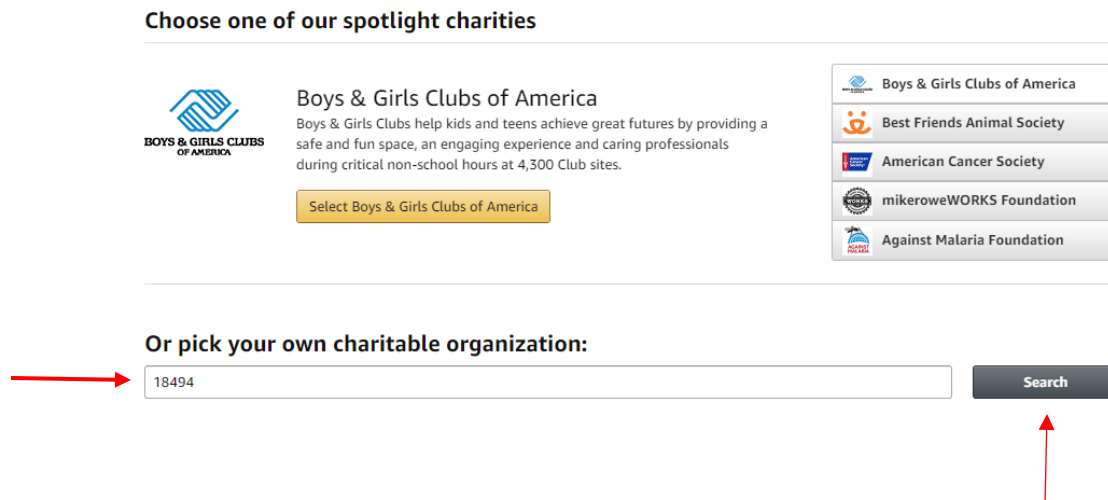 Choose one of our spotlight charities
BOYS & GIRLS CLUBS
OF AMERICA
Boys & Girls Clubs of America
Boys & Girls Clubs help kids and teens achieve great futures by providing a
safe and fun space, an engaging experience and caring professionals
during critical non-school hours at 4,300 Club sites.
Select Boys & Girls Clubs of America
Boys & Girls Clubs of America
Best Friends Animal Society
American Cancer Society
WORKS
mikeroweWORKS Foundation
AGAINST
MALARIA
Against Malaria Foundation
Or pick your own charitable organization:
18494
Search